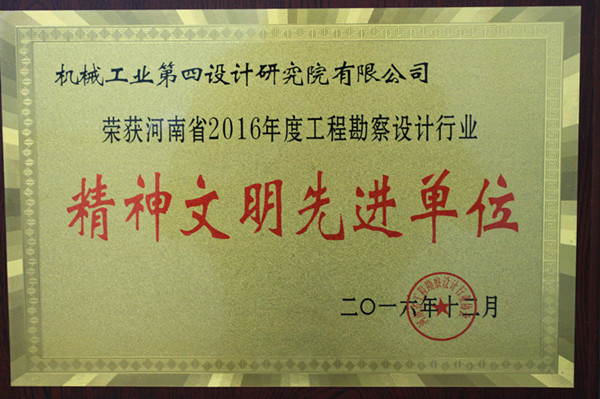 机械工业第四设计研究院有限公司
荣获河南省2016年度工程勘察设计行业
精神文明先进单位
二〇一六年十二月